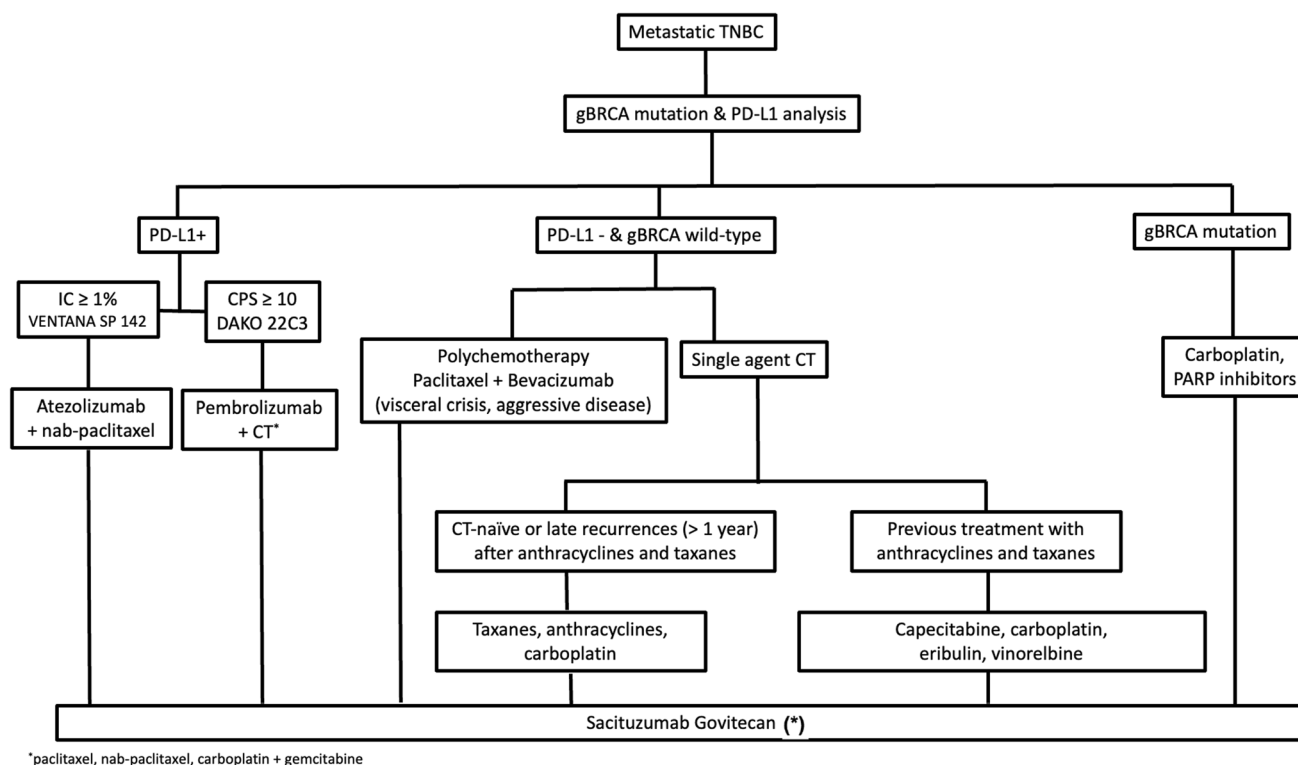 Metastatic TNBC
gBRCA mutation & PD-L1 analysis
PD-L1+
PD-L1 - & gBRCA wild-type
gBRCA mutation
IC ≥ 1%
VENTANA SP 142
CPS ≥ 10
DAKO 22C3
Polychemotherapy
Paclitaxel + Bevacizumab
(visceral crisis, aggressive disease)
Single agent CT
Carboplatin,
PARP inhibitors
Atezolizumab
+ nab-paclitaxel
Pembrolizumab
+ CT*
CT-naïve or late recurrences (> 1 year)
after anthracyclines and taxanes
Previous treatment with
anthracyclines and taxanes
Taxanes, anthracyclines,
carboplatin
Capecitabine, carboplatin,
eribulin, vinorelbine
Sacituzumab Govitecan (*)
*paclitaxel, nab-paclitaxel, carboplatin + gemcitabine